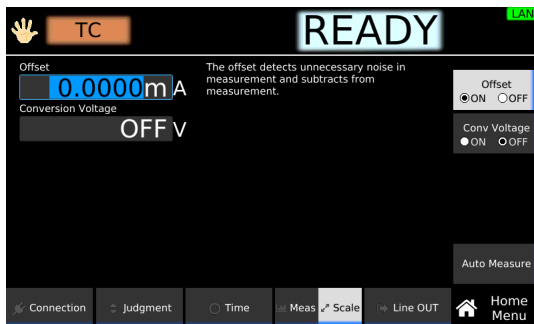 TC
READY
LAN
Offset
0.0000m A
Conversion Voltage
OFF V
The offset detects unnecessary noise in
measurement and subtracts from
measurement.
Offset
ON OFF
Conv Voltage
ON OFF
Auto Measure
Connection
Judgment
Time
Meas
Scale
Line OUT
Home
Menu